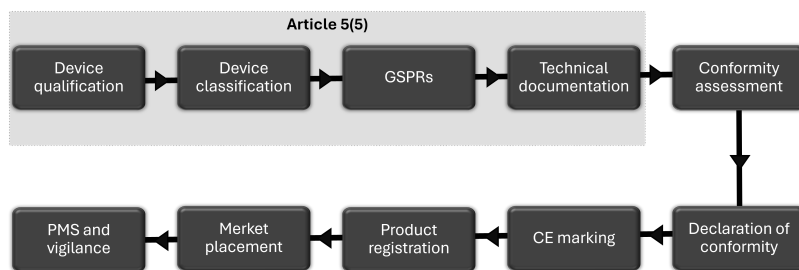 Article 5(5)
Device
qualification
Device
classification
GSPRs
Technical
documentation
Conformity
assessment
Declaration of
conformity
CE marking
Product
registration
Merket
placement
PMS and
vigilance